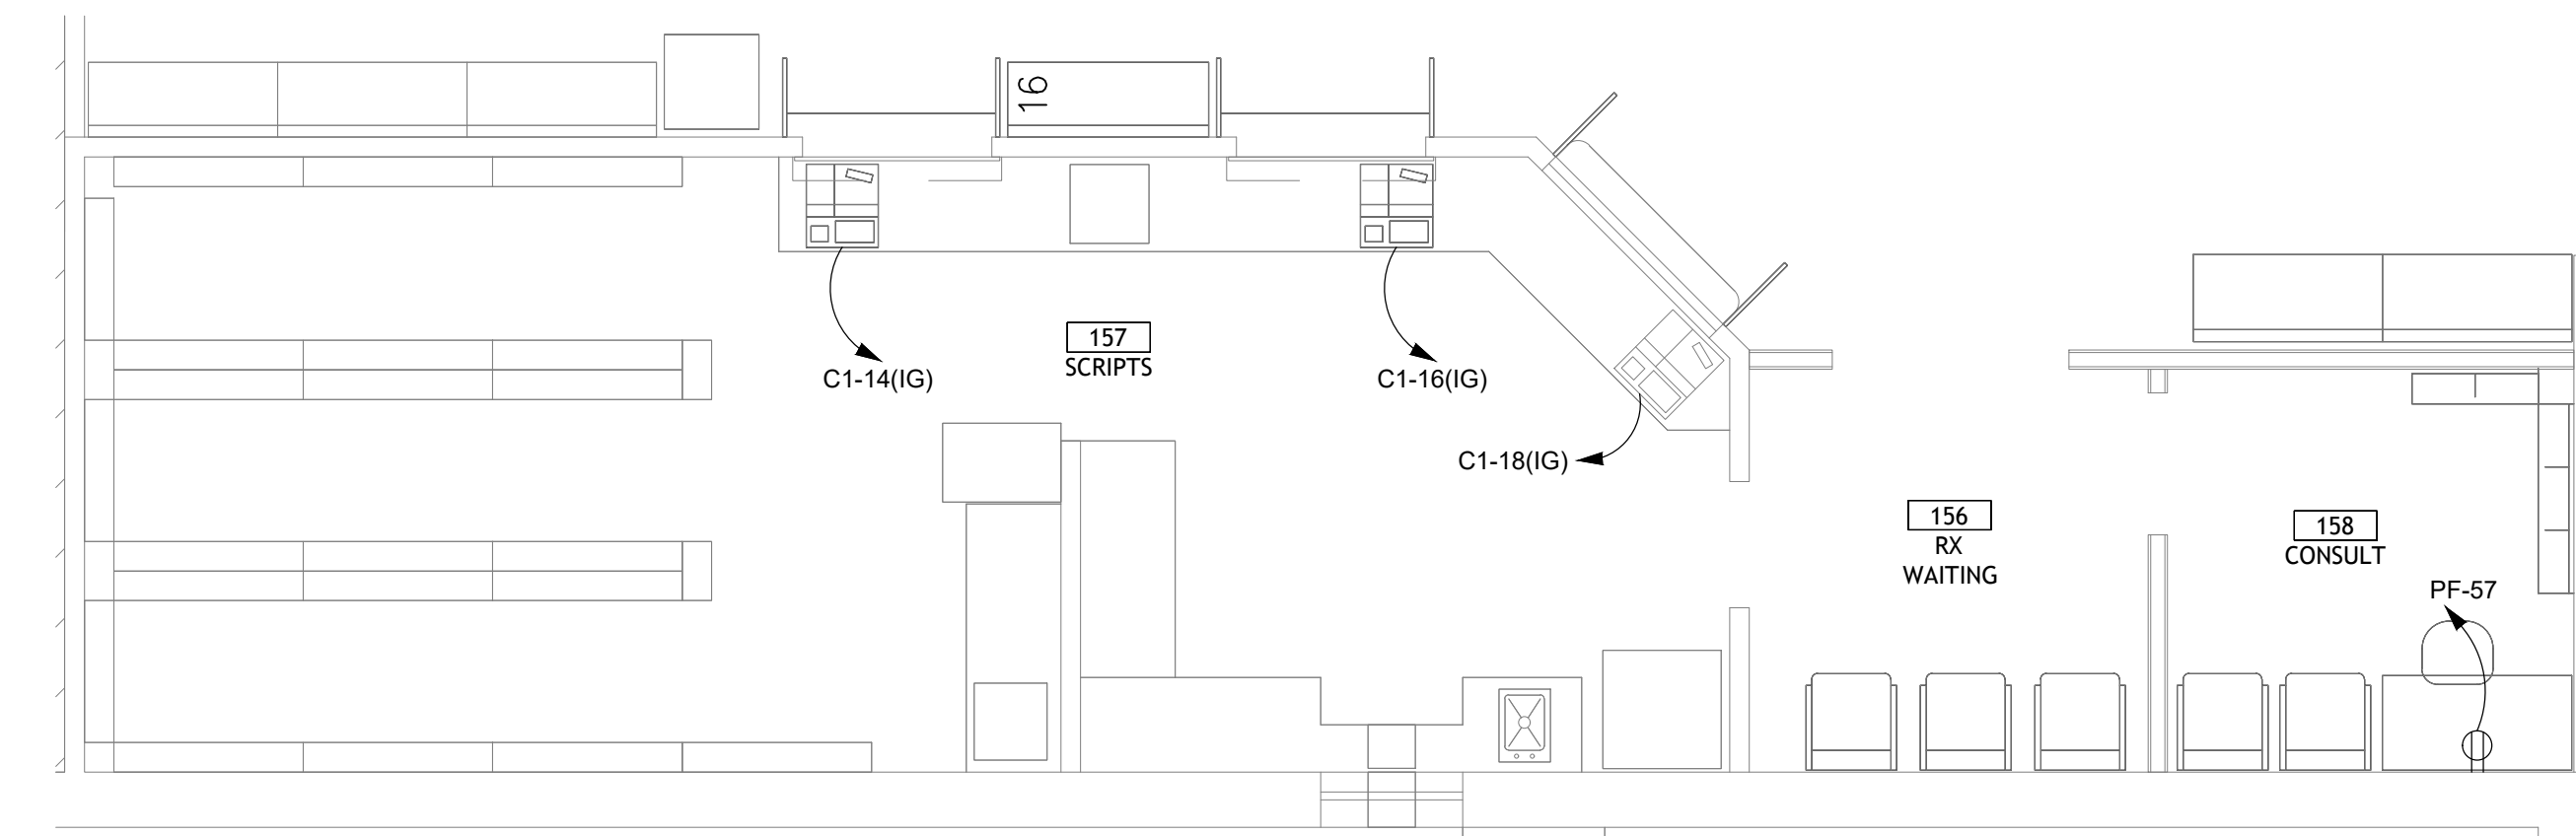 16
157
SCRIPTS
C1-14(IG)
C1-16(IG)
C1-18(IG)
156
RX
WAITING
158
CONSULT
PF-57